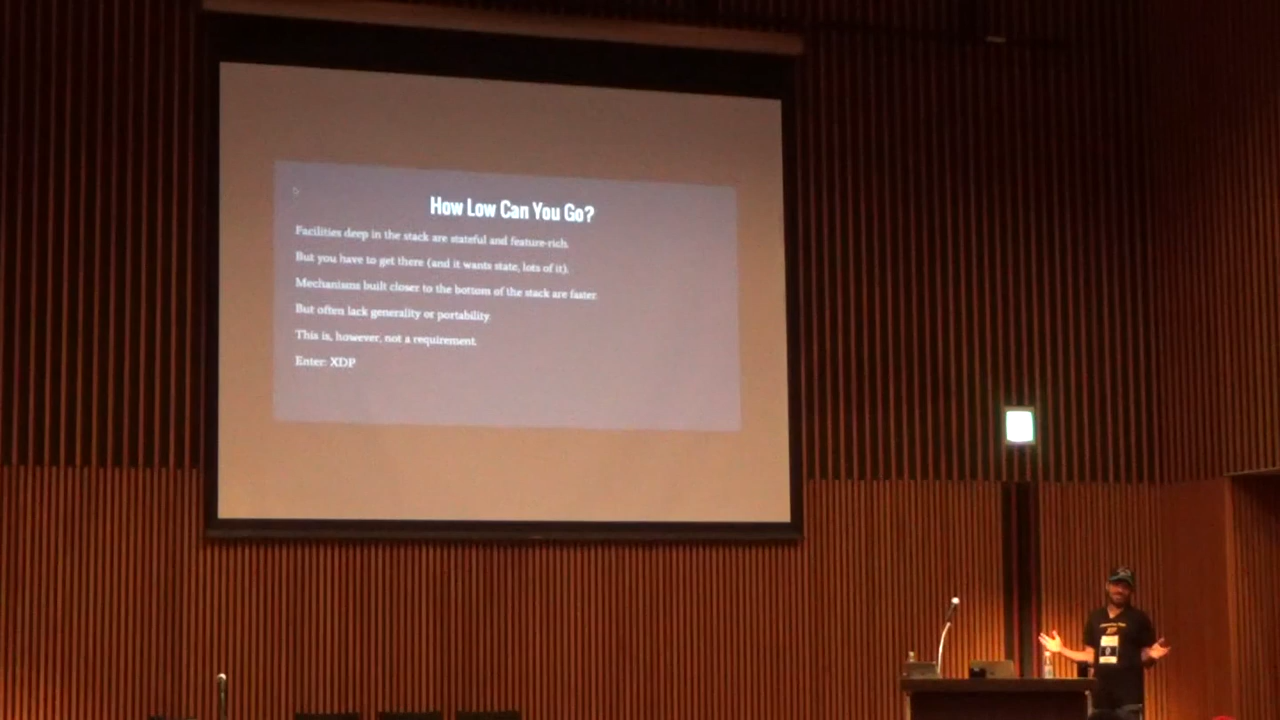 How Low Can You Go?
Facilities deep in the stack are stateful and feature-rich.
But you have to get there (and it wants state, lots of it).
Mechanisms built closer to the bottom of the stack are faster.
But often lack generality or portability.
This is, however, not a requirement.
Enter: XDP